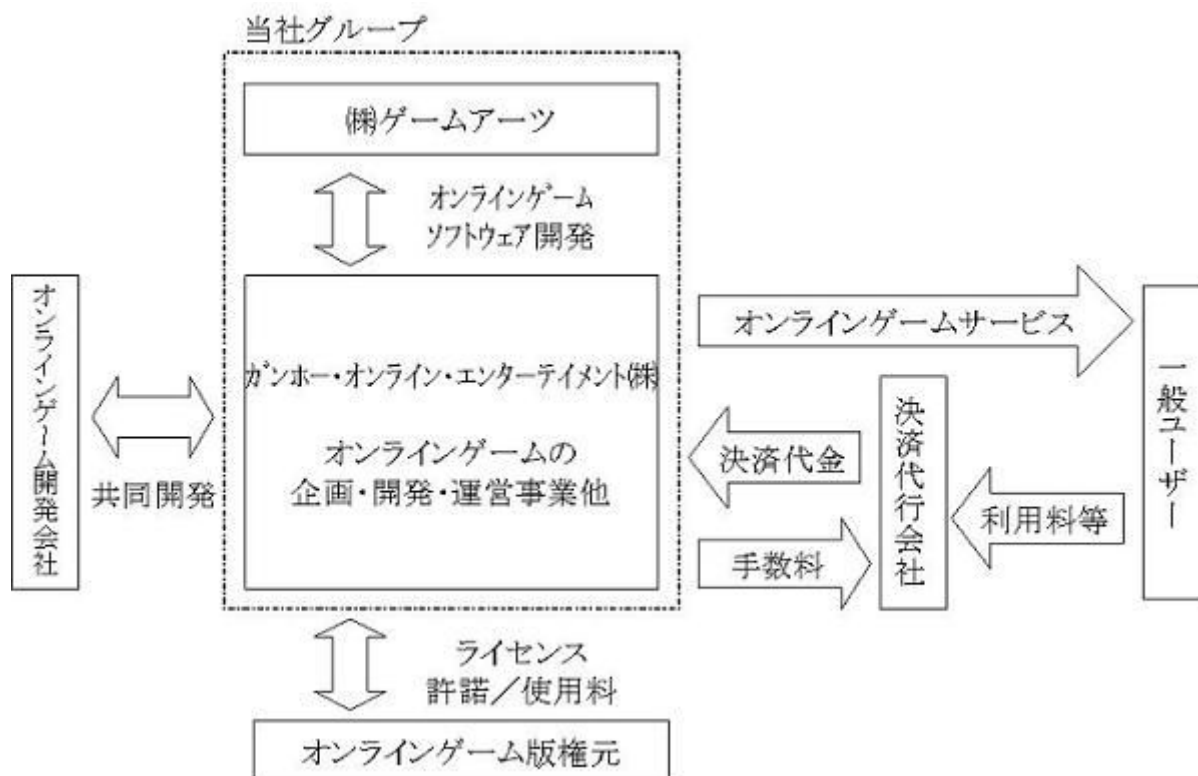 当社グループ
㈱ゲームアーツ
オンラインゲーム
ソフトウェア開発
オンラインゲーム開発会社
共同開発
ガンホー・オンライン・エンターテイメント㈱
オンラインゲームの
企画・開発・運営事業他
オンラインゲームサービス
決済代金
手数料
決済代行会社
利用料等
一般ユーザー
ライセンス
許諾／使用料
オンラインゲーム版権元